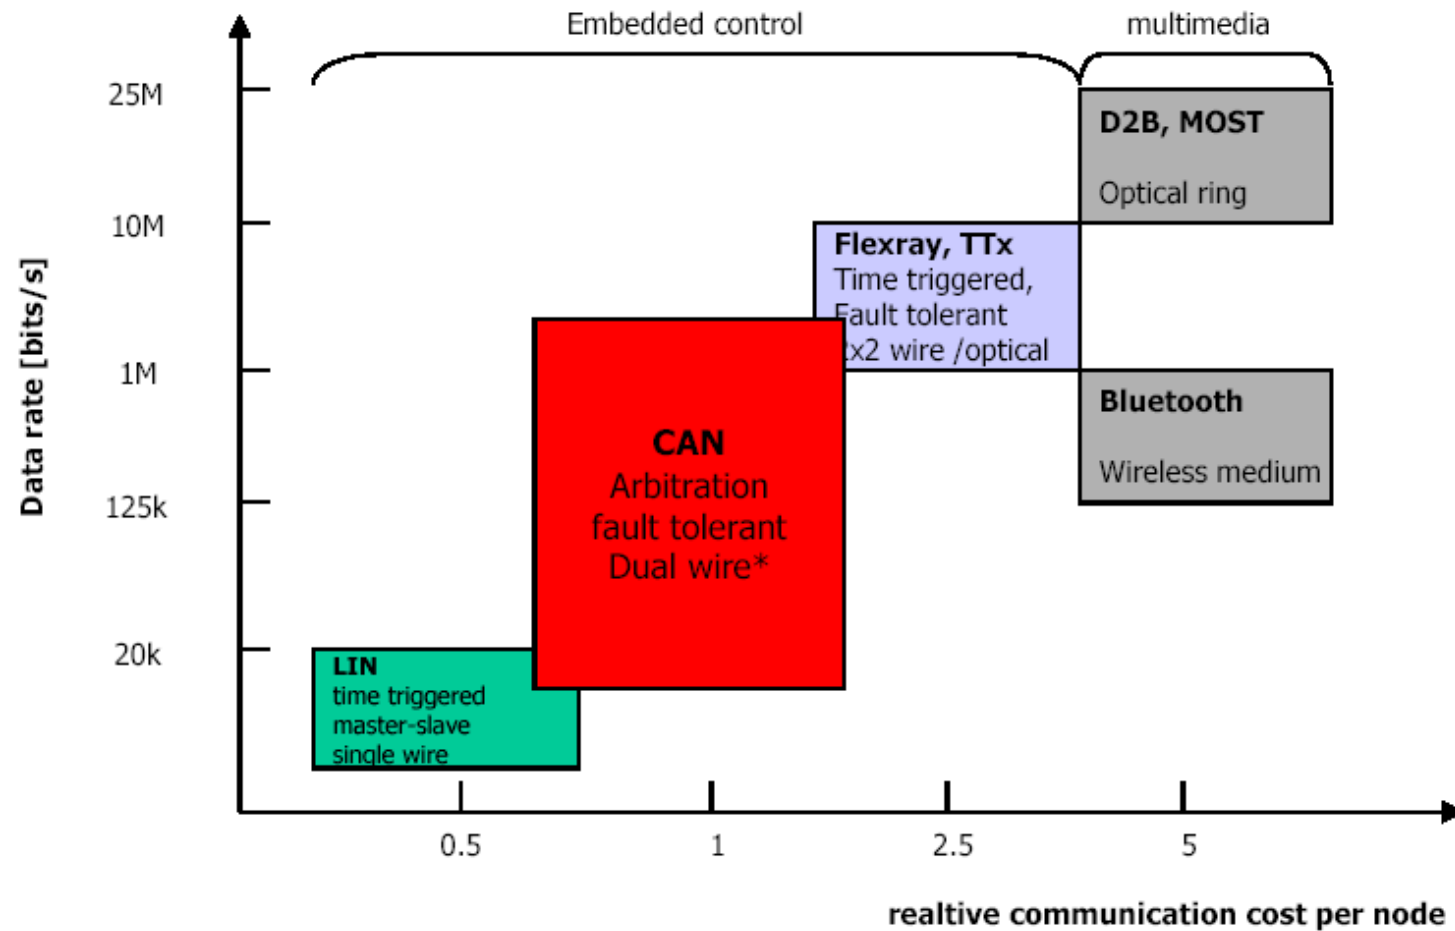 Embedded control
multimedia
25M
D2B, MOST
Optical ring
10M
Flexray, TTx
Time triggered,
Fault tolerant
2x2 wire /optical
Data rate [bits/s]
1M
Bluetooth
Wireless medium
CAN
Arbitration
fault tolerant
Dual wire*
125k
20k
LIN
time triggered
master-slave
single wire
0.5
1
2.5
5
realtive communication cost per node